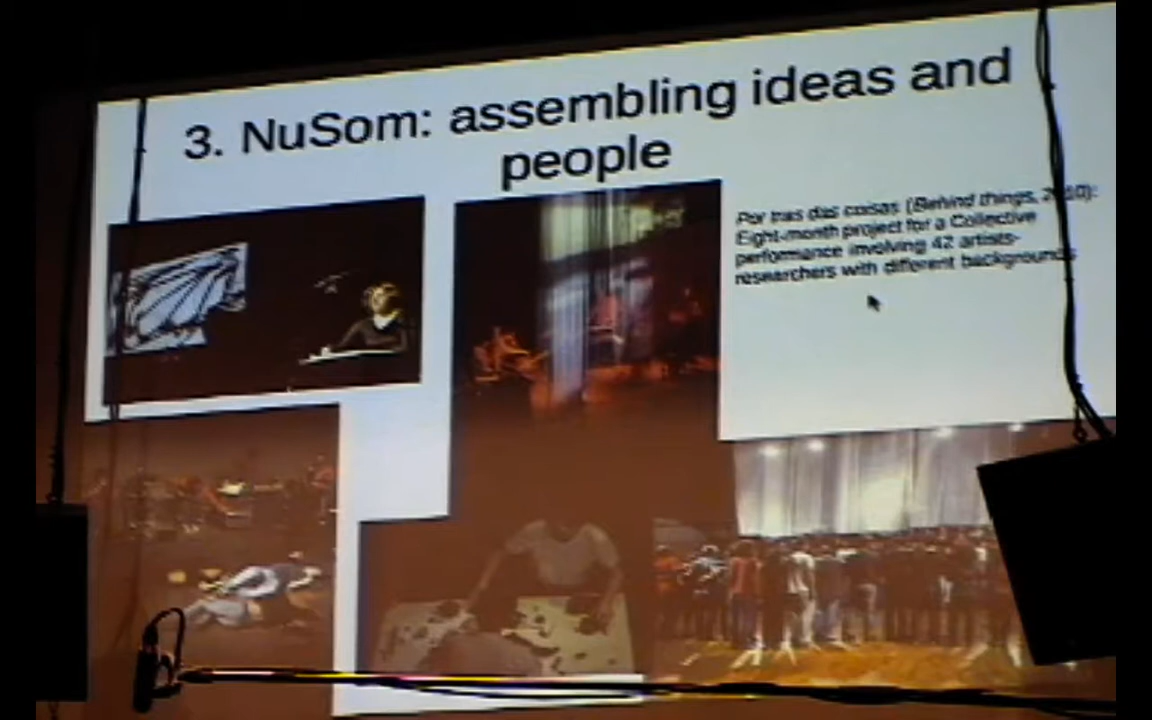 3. NuSom: assembling ideas and
people
Por tras das coisas (Behind things, 2010):
Eight-month project for a Collective
performance involving 42 artists-
researchers with different backgrounds